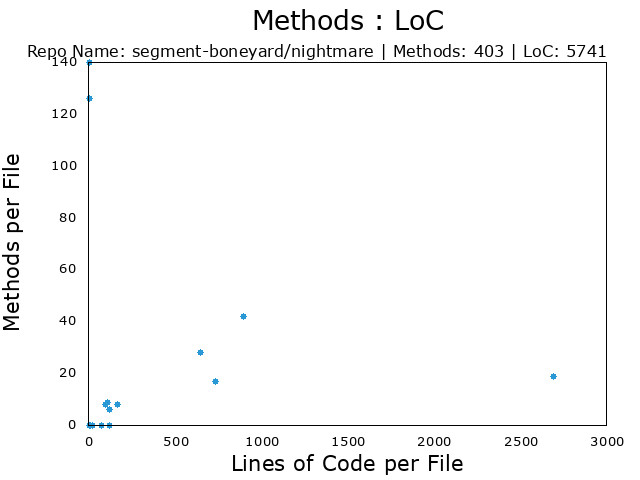 Methods : LoC
Repo Name: segment-boneyard/nightmare | Methods: 403 | LoC: 5741
140
120
100
80
60
40
20
0
Methods per File
0 500 1000 1500 2000 2500 3000
Lines of Code per File